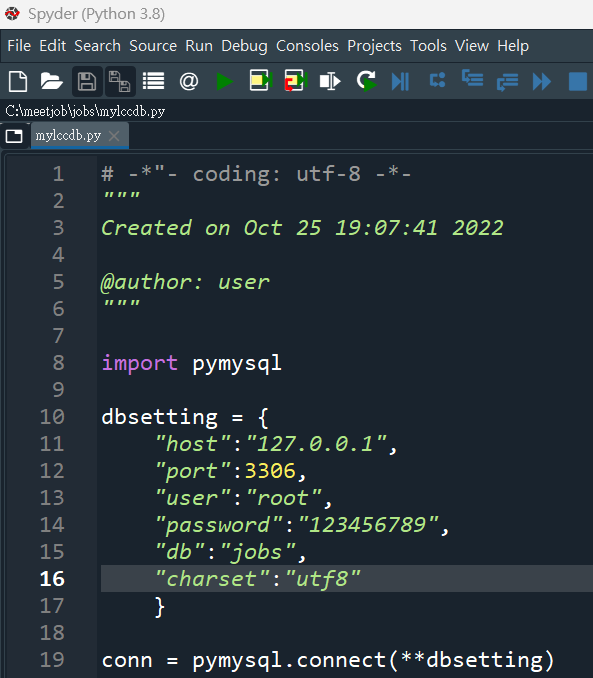 Spyder (Python 3.8)
File Edit Search Source Run Debug Consoles Projects Tools View Help
C:\meetjob\jobs\mylccdb.py
mylccdb.py
1 # -*"- coding: utf-8 -*-
2 """
3 Created on Oct 25 19:07:41 2022
4
5 @author: user
6 """
7
8 import pymysql
9
10 dbsetting = {
11     "host":"127.0.0.1",
12     "port":3306,
13     "user":"root",
14     "password":"123456789",
15     "db":"jobs",
16     "charset":"utf8"
17     }
18
19 conn = pymysql.connect(**dbsetting)